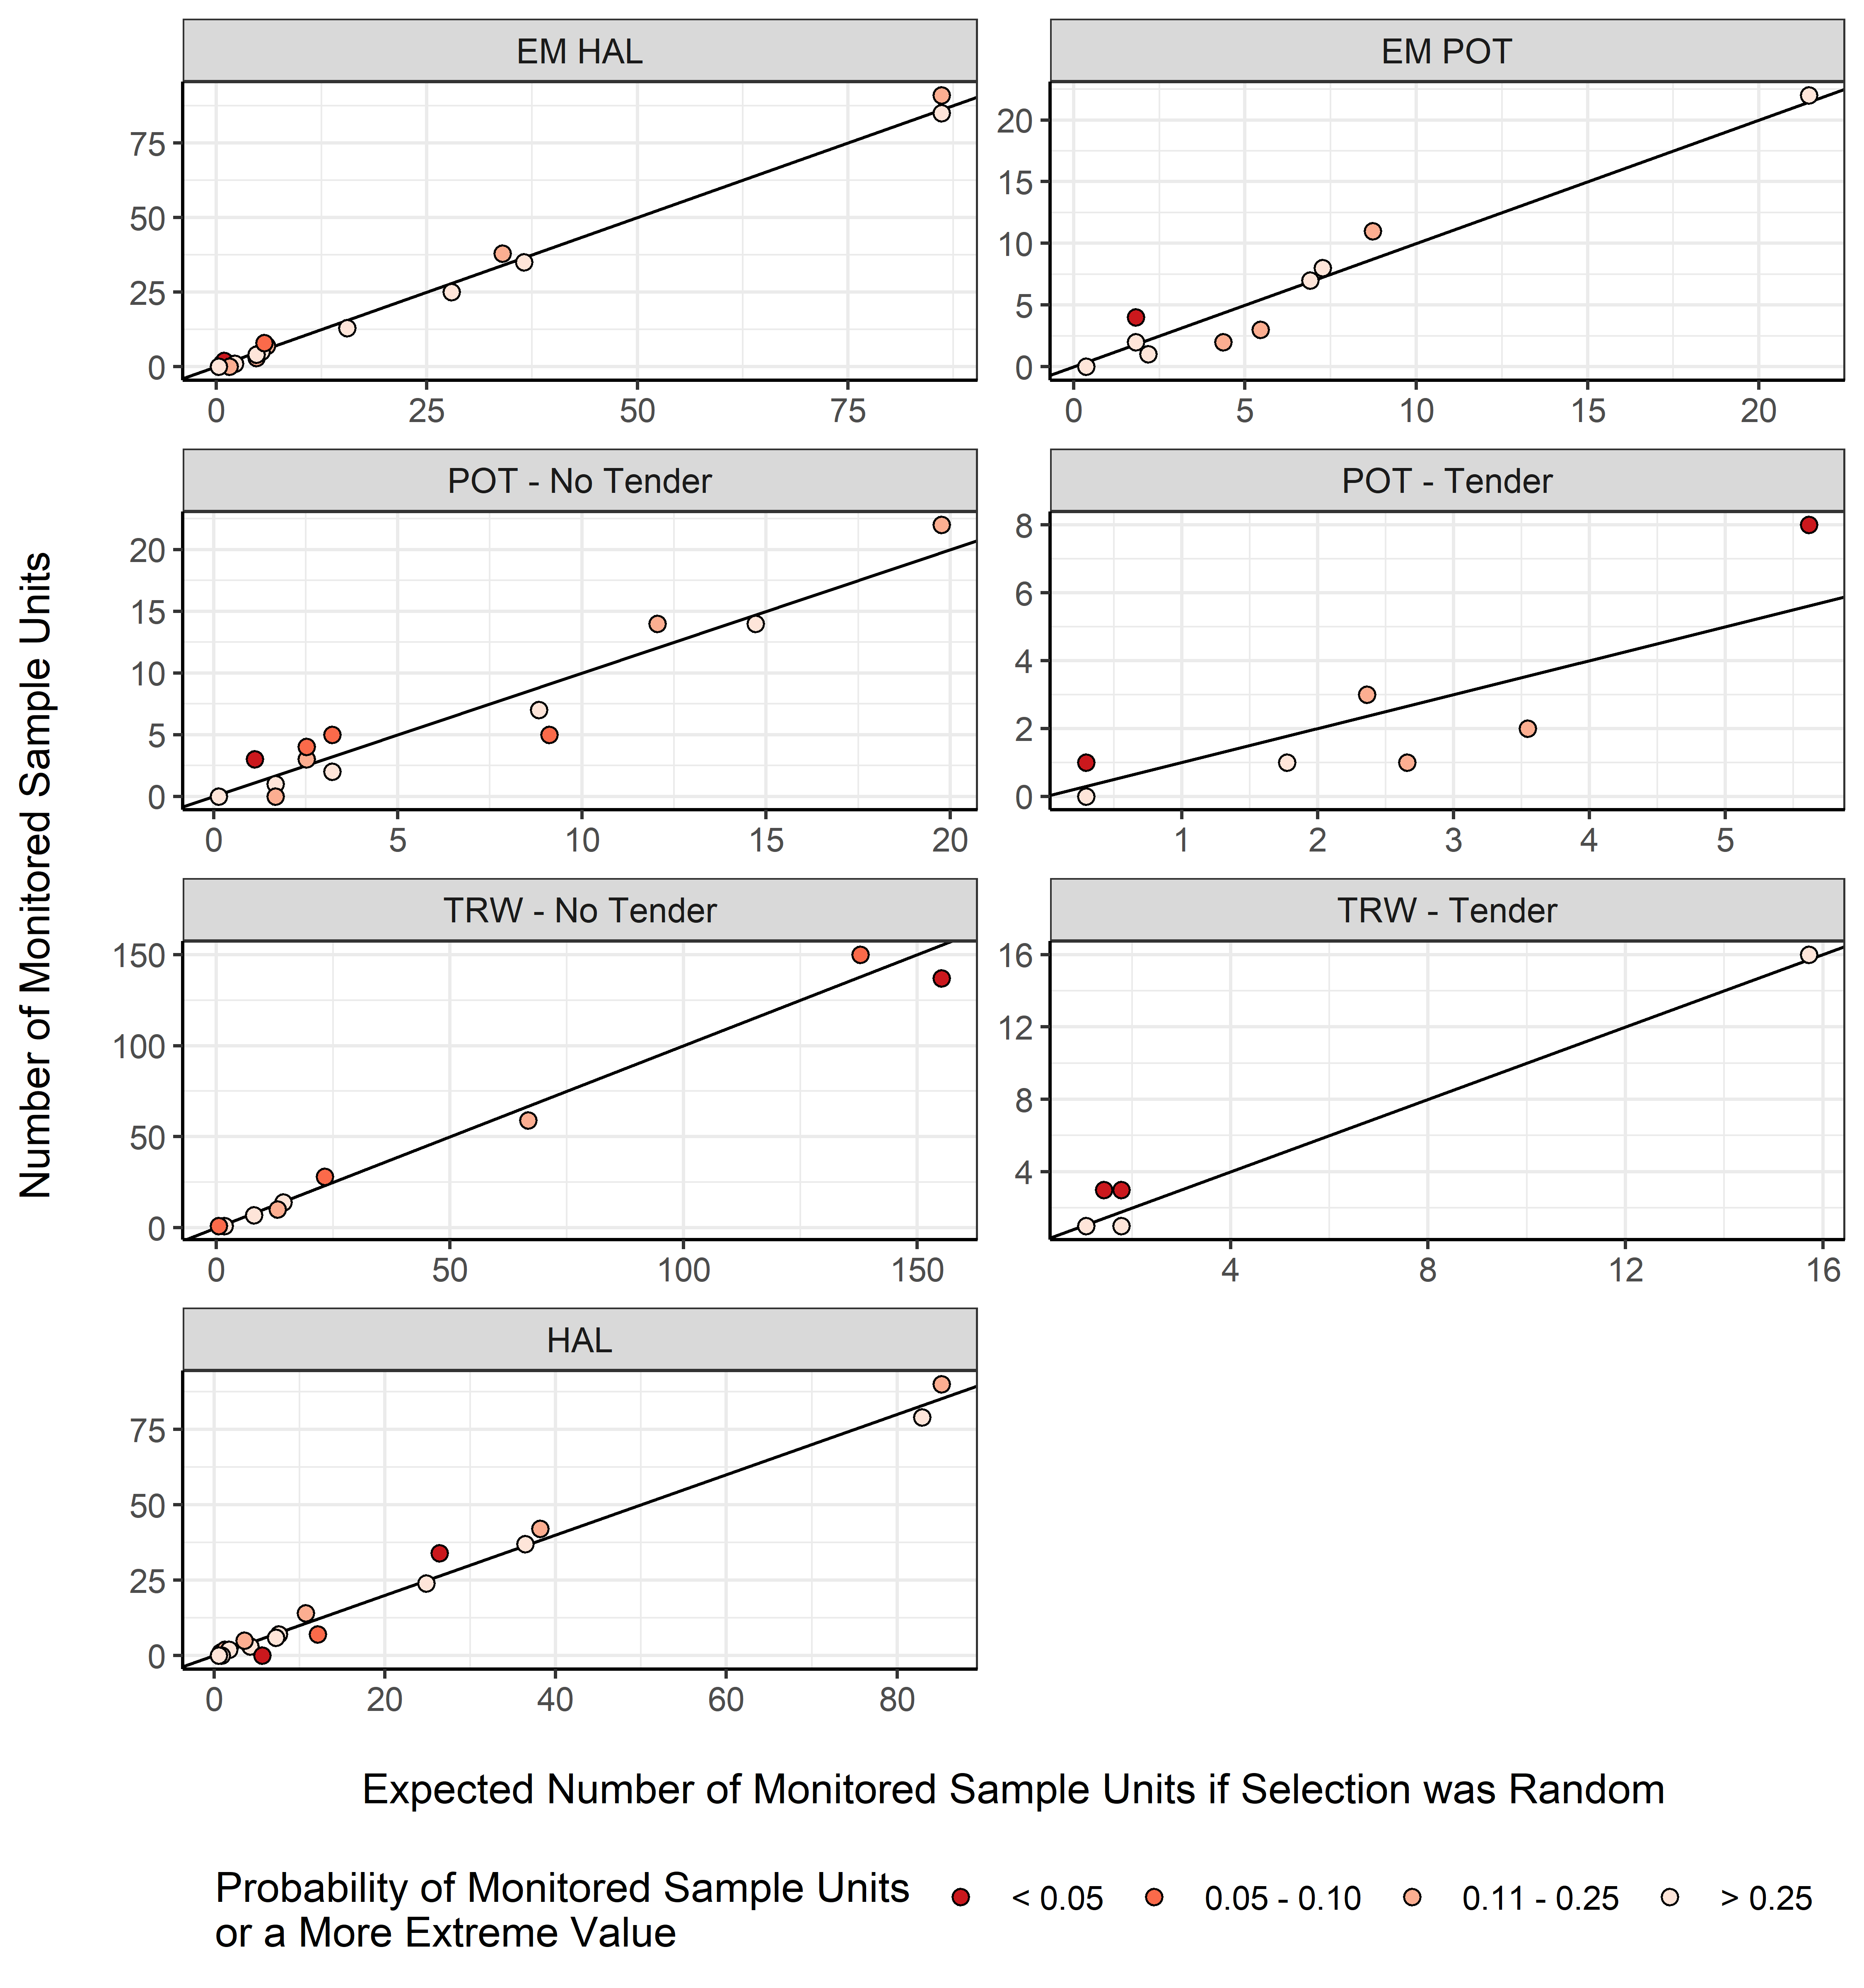 EM HAL
EM POT
75
50
25
0
0 25 50 75
20
15
10
5
0
0 5 10 15 20
POT - No Tender
POT - Tender
20
15
10
5
0
0 5 10 15 20
8
6
4
2
0
1 2 3 4 5
TRW - No Tender
TRW - Tender
150
100
50
0
0 50 100 150
16
12
8
4
4 8 12 16
HAL
75
50
25
0
0 20 40 60 80
Number of Monitored Sample Units
Expected Number of Monitored Sample Units if Selection was Random
Probability of Monitored Sample Units
or a More Extreme Value
< 0.05 0.05 - 0.10 0.11 - 0.25 > 0.25